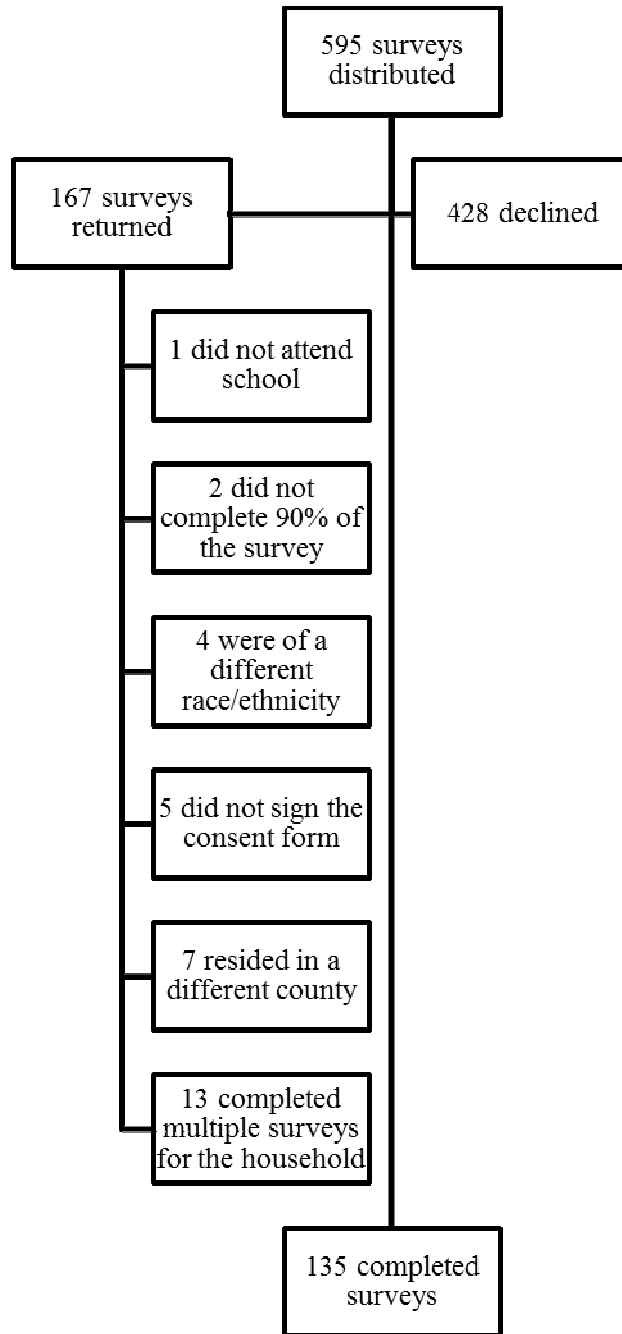 595 surveys
distributed
167 surveys
returned
428 declined
1 did not attend
school
2 did not
complete 90% of
the survey
4 were of a
different
race/ethnicity
5 did not sign the
consent form
7 resided in a
different county
13 completed
multiple surveys
for the household
135 completed
surveys